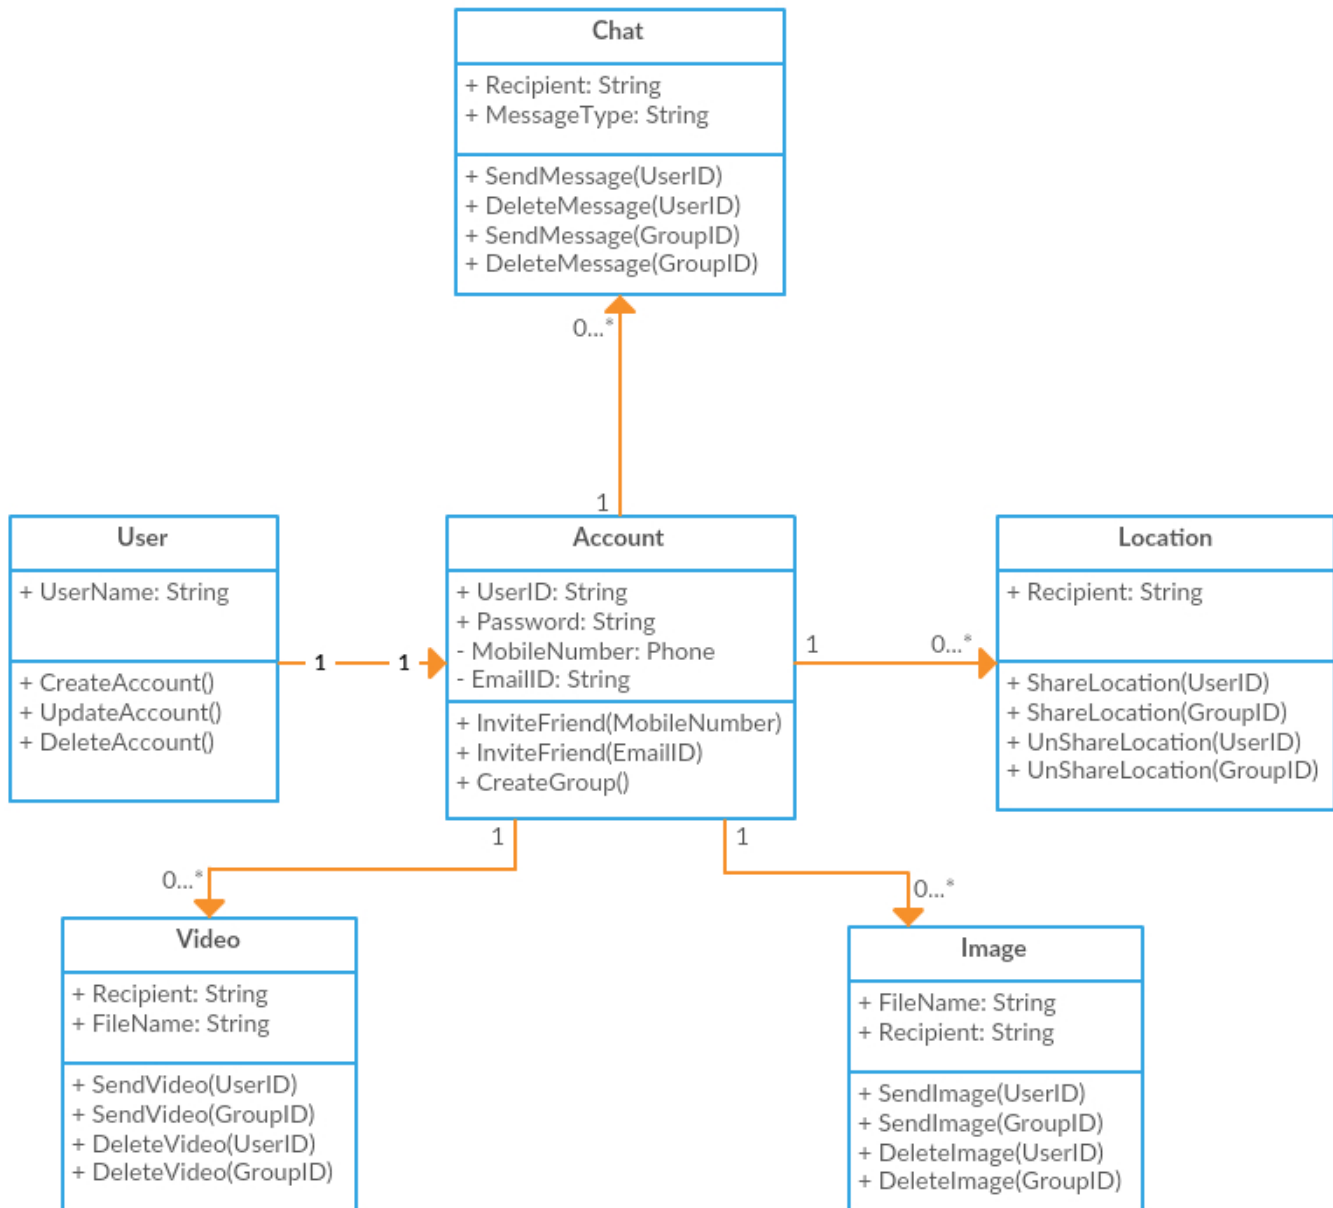 Chat
+ Recipient: String
+ MessageType: String
+ SendMessage(UserID)
+ DeleteMessage(UserID)
+ SendMessage(GroupID)
+ DeleteMessage(GroupID)
0...*
1
User
+ UserName: String
+ CreateAccount()
+ UpdateAccount()
+ DeleteAccount()
1
1
Account
+ UserID: String
+ Password: String
- MobileNumber: Phone
- EmailID: String
+ InviteFriend(MobileNumber)
+ InviteFriend(EmailID)
+ CreateGroup()
1
0...*
Location
+ Recipient: String
+ ShareLocation(UserID)
+ ShareLocation(GroupID)
+ UnShareLocation(UserID)
+ UnShareLocation(GroupID)
1
0...*
Video
+ Recipient: String
+ FileName: String
+ SendVideo(UserID)
+ SendVideo(GroupID)
+ DeleteVideo(UserID)
+ DeleteVideo(GroupID)
1
0...*
Image
+ FileName: String
+ Recipient: String
+ SendImage(UserID)
+ SendImage(GroupID)
+ DeleteImage(UserID)
+ DeleteImage(GroupID)